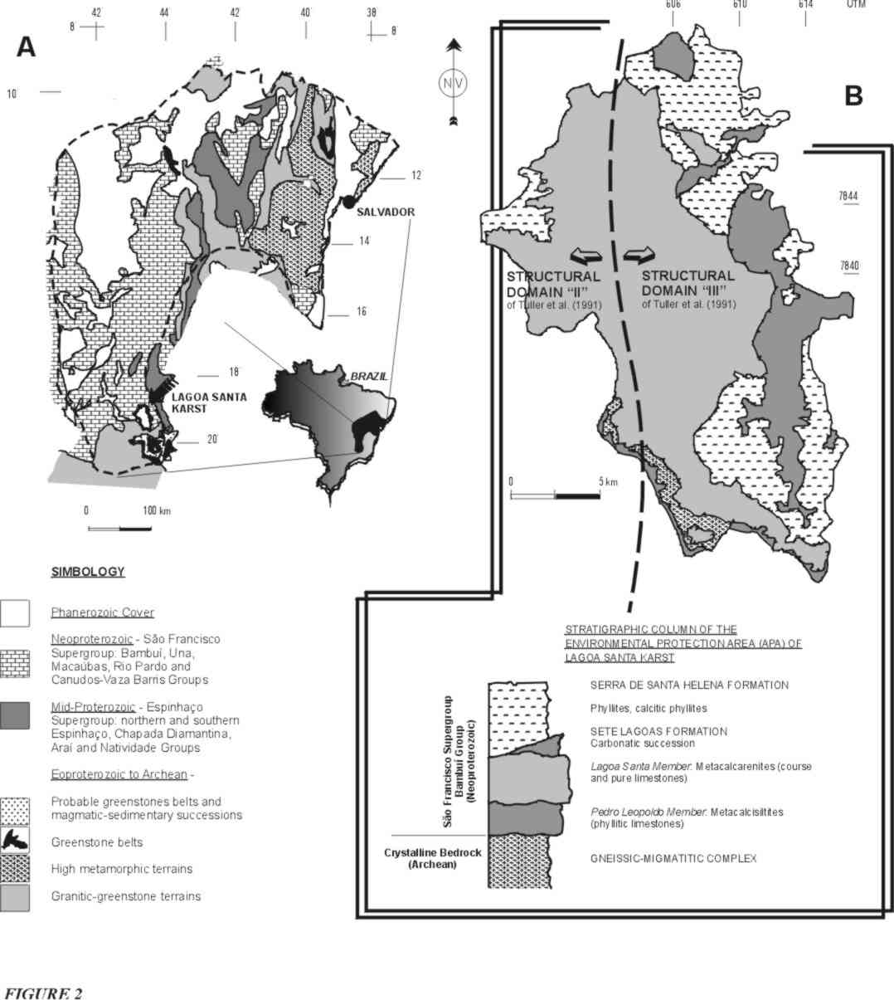 42
44
42
40
38
8
8
A
10
12
SALVADOR
14
16
18
LAGOA SANTA
KARST
20
BRAZIL
0 100 km
N V
606 610 614 UTM
B
7844
7840
STRUCTURAL
DOMAIN “II”
of Tuller et al. (1991)
STRUCTURAL
DOMAIN “III”
of Tuller et al. (1991)
0 5 km
SIMBOLOGY
Phanerozoic Cover
Neoproterozoic - São Francisco
Supergroup: Bambuí, Una,
Macaúbas, Rio Pardo and
Canudos-Vaza Barris Groups
Mid-Proterozoic - Espinhaço
Supergroup: northern and southern
Espinhaço, Chapada Diamantina,
Araí and Natividade Groups
Eoproterozoic to Archean -
Probable greenstones belts and
magmatic-sedimentary successions
Greenstone belts
High metamorphic terrains
Granitic-greenstone terrains
STRATIGRAPHIC COLUMN OF THE
ENVIRONMENTAL PROTECTION AREA (APA) OF
LAGOA SANTA KARST
São Francisco Supergroup
Bambuí Group
(Neoproterozoic)
Crystalline Bedrock
(Archean)
SERRA DE SANTA HELENA FORMATION
Phyllites, calcitic phyllites
SETE LAGOAS FORMATION
Carbonatic succession
Lagoa Santa Member: Metacalcarenites (course
and pure limestones)
Pedro Leopoldo Member: Metacalcisiltites
(phyllitic limestones)
GNEISSIC-MIGMATITIC COMPLEX
FIGURE 2